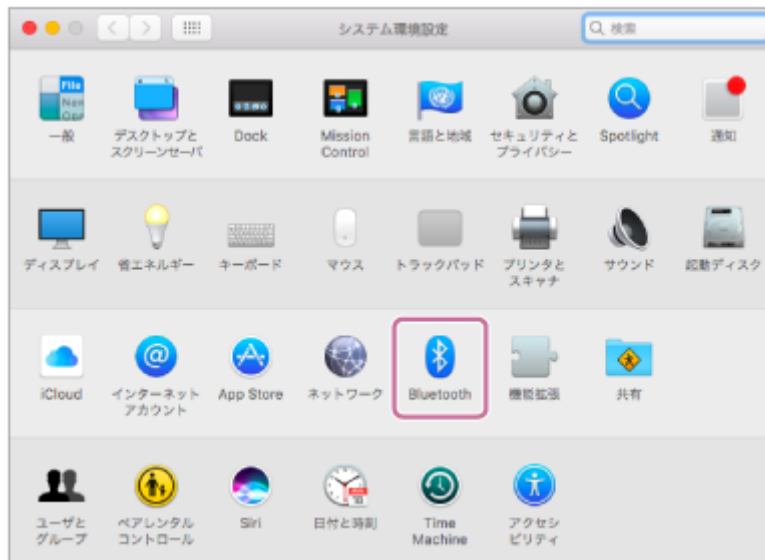 システム環境設定
検索
一般
デスクトップと
スクリーンセーバ
Dock
Mission
Control
言語と地域
セキュリティと
プライバシー
Spotlight
通知
ディスプレイ
省エネルギー
キーボード
マウス
トラックパッド
プリンタと
スキャナ
サウンド
起動ディスク
iCloud
インターネット
アカウント
App Store
ネットワーク
Bluetooth
機能拡張
共有
ユーザと
グループ
ペアレンタル
コントロール
Siri
日付と時刻
Time
Machine
アクセシ
ビリティ